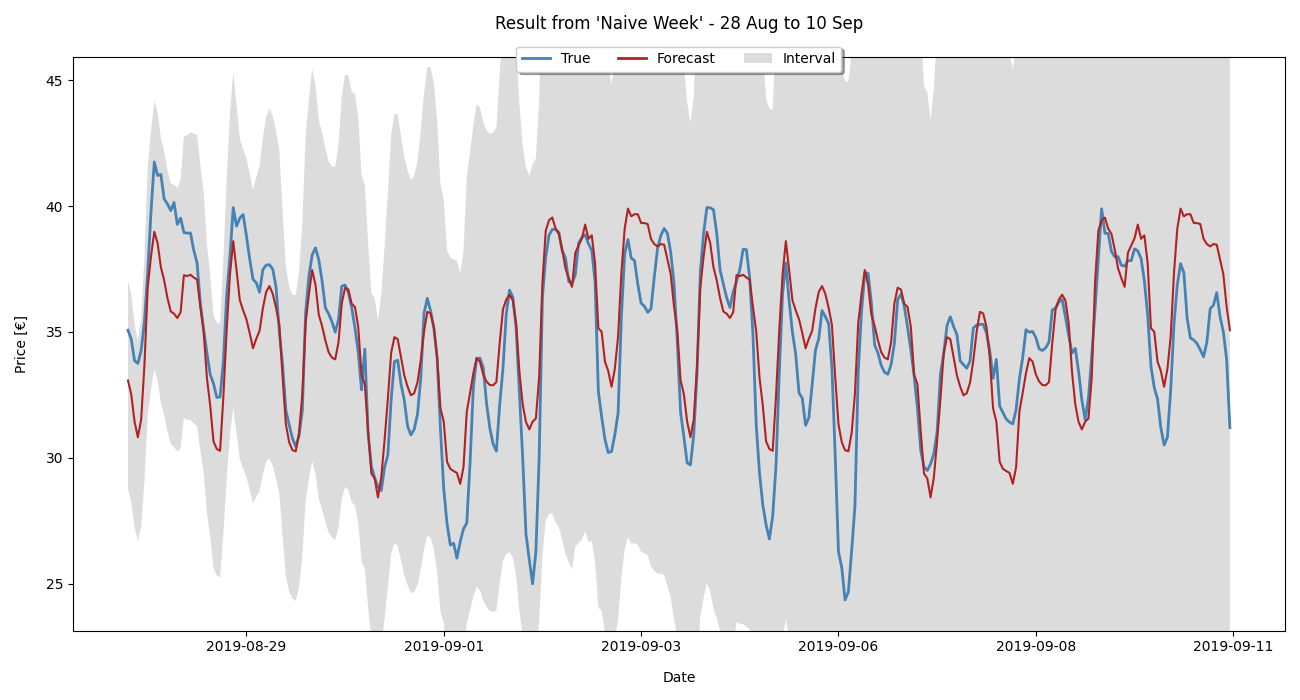 Result from 'Naive Week' - 28 Aug to 10 Sep
True Forecast Interval
45
40
35
30
25
Price [€]
2019-08-29 2019-09-01 2019-09-03 2019-09-06 2019-09-08 2019-09-11
Date